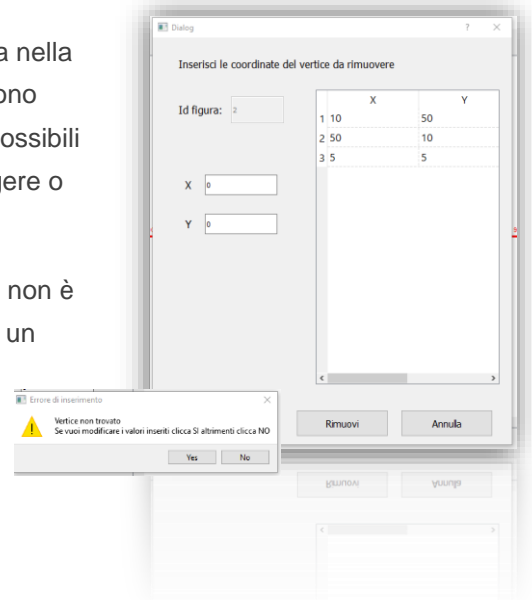 a nella
ono
ossibili
gere o
non è
un
Dialog
Inserisci le coordinate del vertice da rimuovere
Id figura: 2
X Y
1 10 50
2 50 10
3 5 5
X 0
Y 0
Rimuovi Annulla
Errore di inserimento
Vertice non trovato
Se vuoi modificare i valori inseriti clicca SI altrimenti clicca NO
Yes No
Rimuovi Annulla